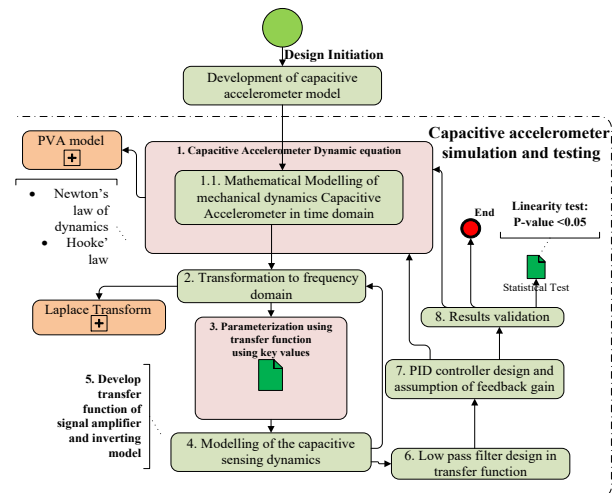 Design Initiation
Development of capacitive
accelerometer model
Capacitive accelerometer
simulation and testing
PVA model
1. Capacitive Accelerometer Dynamic equation
1.1. Mathematical Modelling of
mechanical dynamics Capacitive
Accelerometer in time domain
• Newton's
law of
dynamics
• Hooke'
law
End
Linearity test:
P-value <0.05
Statistical Test
2. Transformation to frequency
domain
Laplace Transform
3. Parameterization using
transfer function
using key values
8. Results validation
5. Develop
transfer
function of
signal amplifier
and inverting
model
7. PID controller design and
assumption of feedback gain
4. Modelling of the capacitive
sensing dynamics
6. Low pass filter design in
transfer function